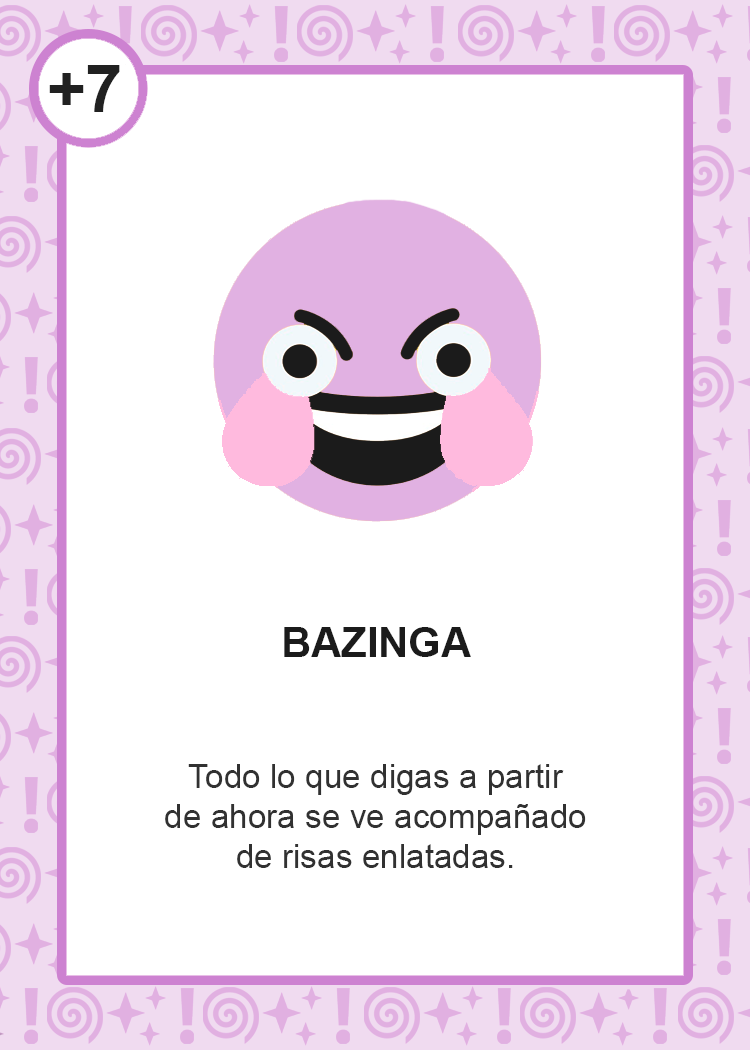 +7
BAZINGA
Todo lo que digas a partir
de ahora se ve acompañado
de risas enlatadas.